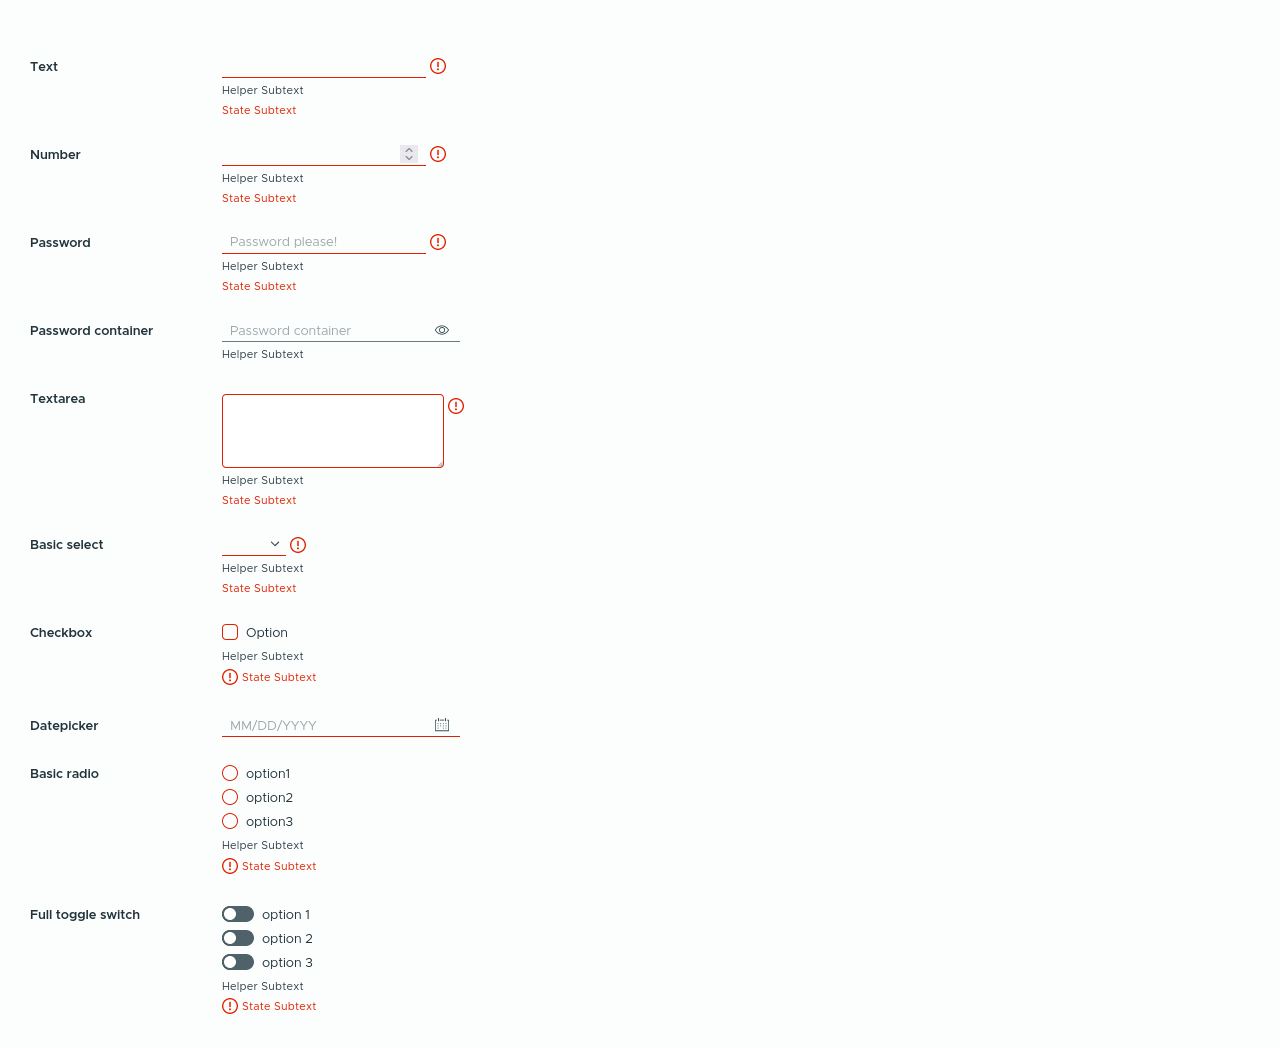 Text
Helper Subtext
State Subtext
Number
Helper Subtext
State Subtext
Password
Password please!
Helper Subtext
State Subtext
Password container
Password container
Helper Subtext
Textarea
Helper Subtext
State Subtext
Basic select
Helper Subtext
State Subtext
Checkbox
Option
Helper Subtext
State Subtext
Datepicker
MM/DD/YYYY
Basic radio
option1
option2
option3
Helper Subtext
State Subtext
Full toggle switch
option 1
option 2
option 3
Helper Subtext
State Subtext